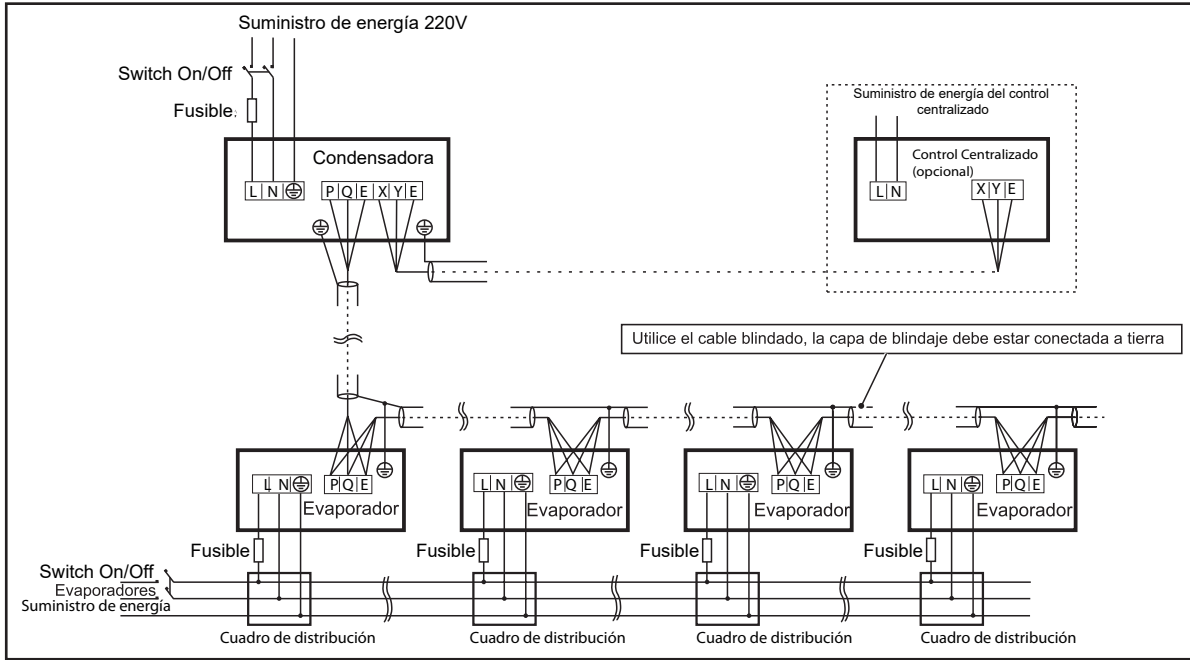 Suministro de energía 220V
Switch On/Off
Fusible
Suministro de energía del control
centralizado
Condensadora
L N
P Q E X Y E
Control Centralizado
(opcional)
L N
X Y E
Utilice el cable blindado, la capa de blindaje debe estar conectada a tierra
L N
P Q E
Evaporador
L N
P Q E
Evaporador
L N
P Q E
Evaporador
L N
P Q E
Evaporador
Fusible
Fusible
Fusible
Fusible
Switch On/Off
Evaporadores
Suministro de energía
Cuadro de distribución
Cuadro de distribución
Cuadro de distribución
Cuadro de distribución